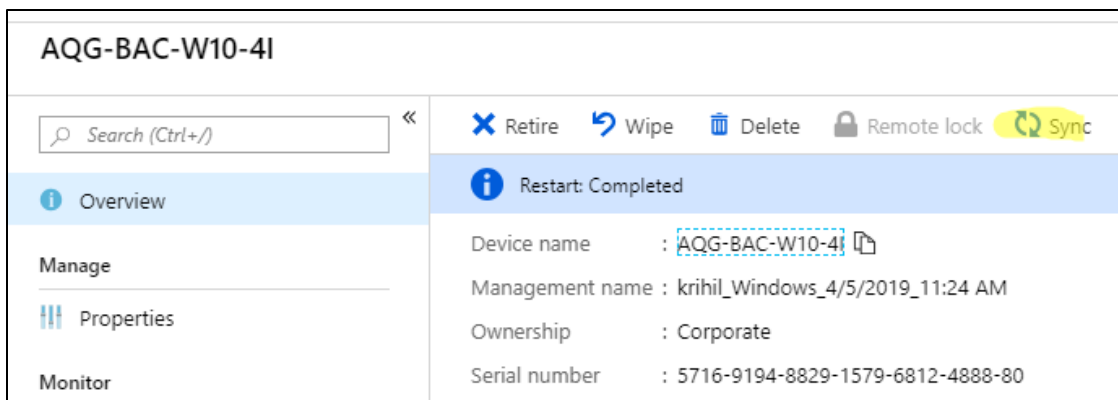 AQG-BAC-W10-4I
Search (Ctrl+/)
«
Overview
Manage
Properties
Monitor
Retire Wipe Delete Remote lock Sync
Restart: Completed
Device name : AQG-BAC-W10-4I
Management name : krihil_Windows_4/5/2019_11:24 AM
Ownership : Corporate
Serial number : 5716-9194-8829-1579-6812-4888-80